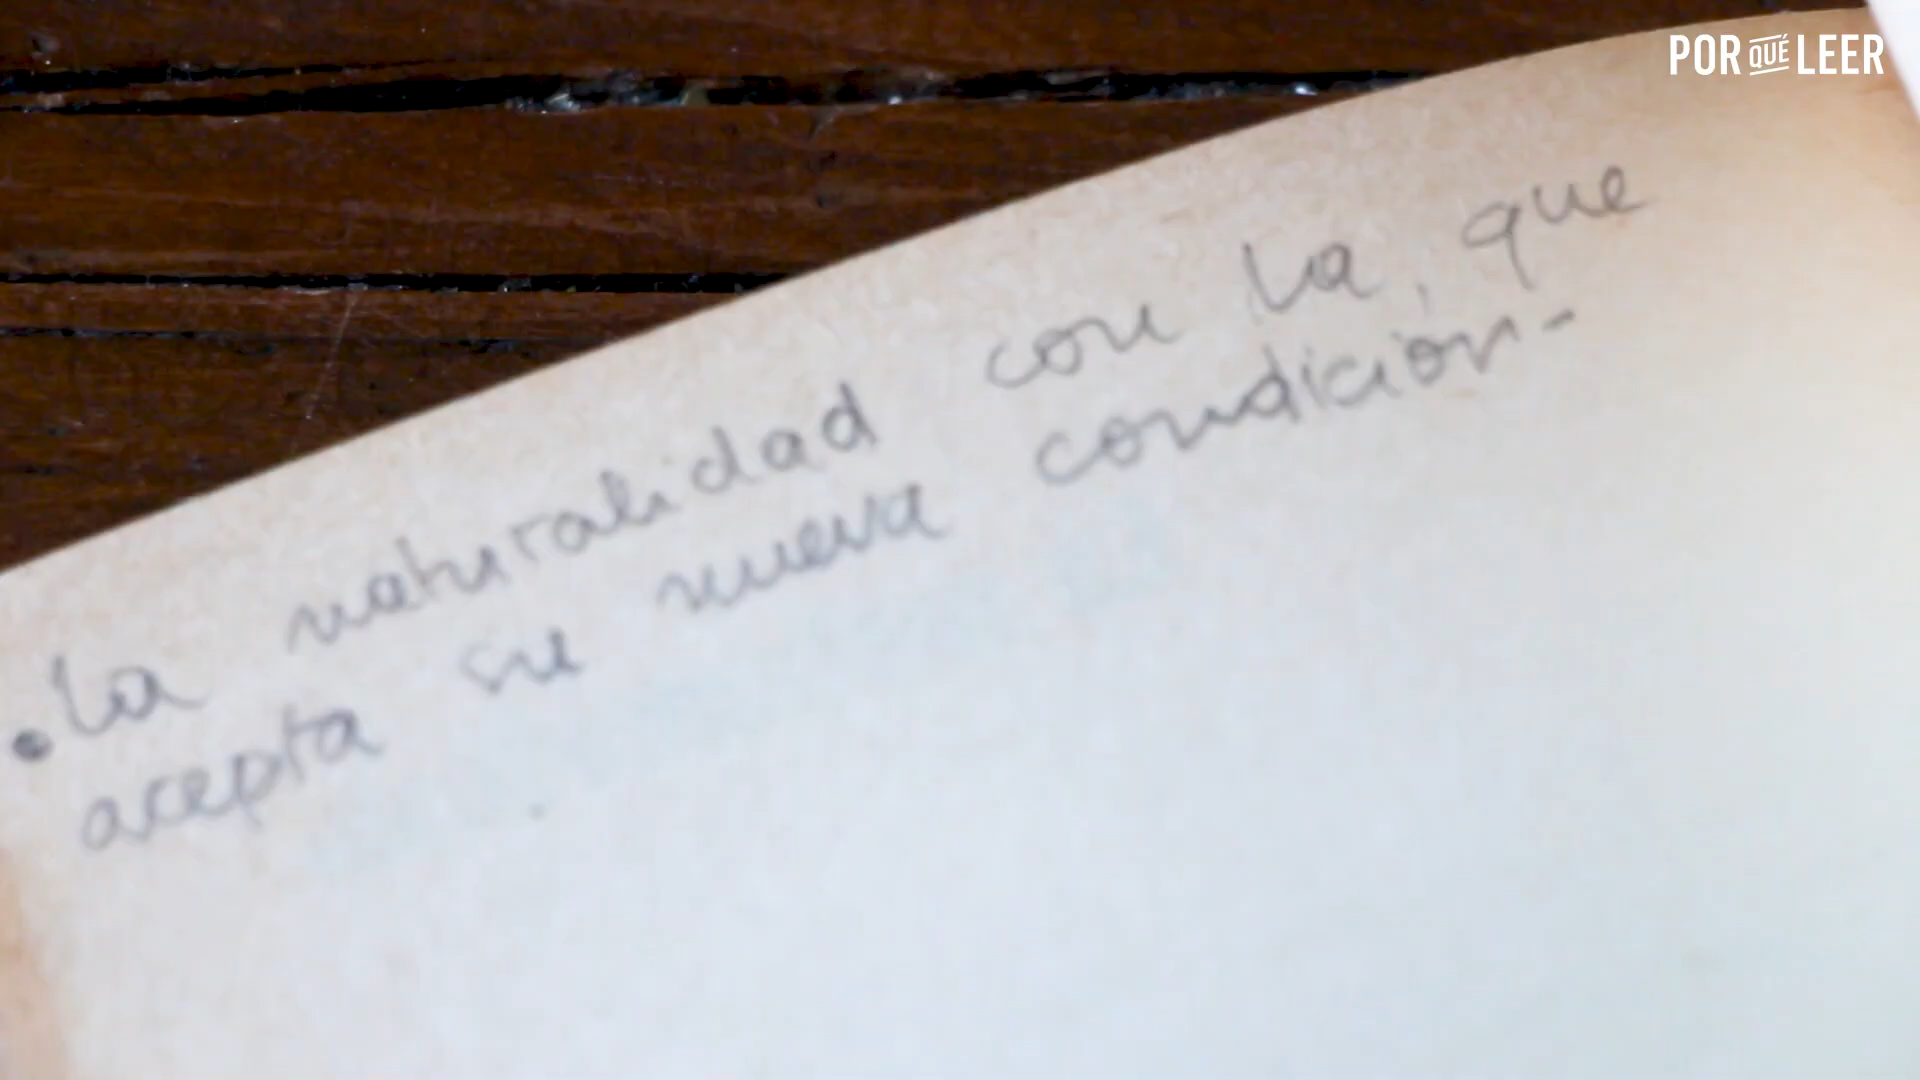 POR QUÉ LEER
•la naturalidad con la que
acepta su nueva condición-